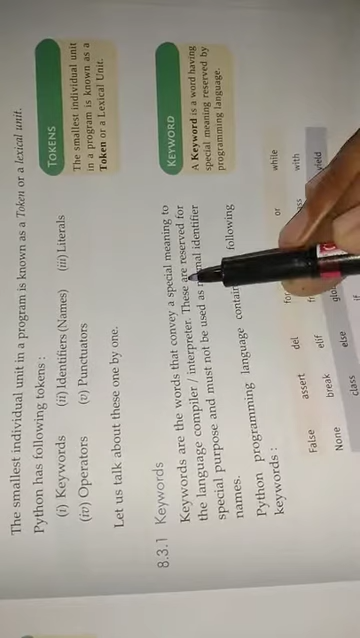 The smallest individual unit in a program is known as a Token or a lexical unit.
Python has following tokens :
(i) Keywords (ii) Identifiers (Names) (iii) Literals
(iv) Operators (v) Punctuators
Let us talk about these one by one.
TOKENS
The smallest individual unit
in a program is known as a
Token or a Lexical Unit.
8.3.1 Keywords
Keywords are the words that convey a special meaning to
the language compiler / interpreter. These are reserved for
special purpose and must not be used as identifier
names.
KEYWORD
A Keyword is a word having
special meaning reserved by
programming language.
Python programming language following
keywords :
False assert del for or while
None break elif with
class else yield
if